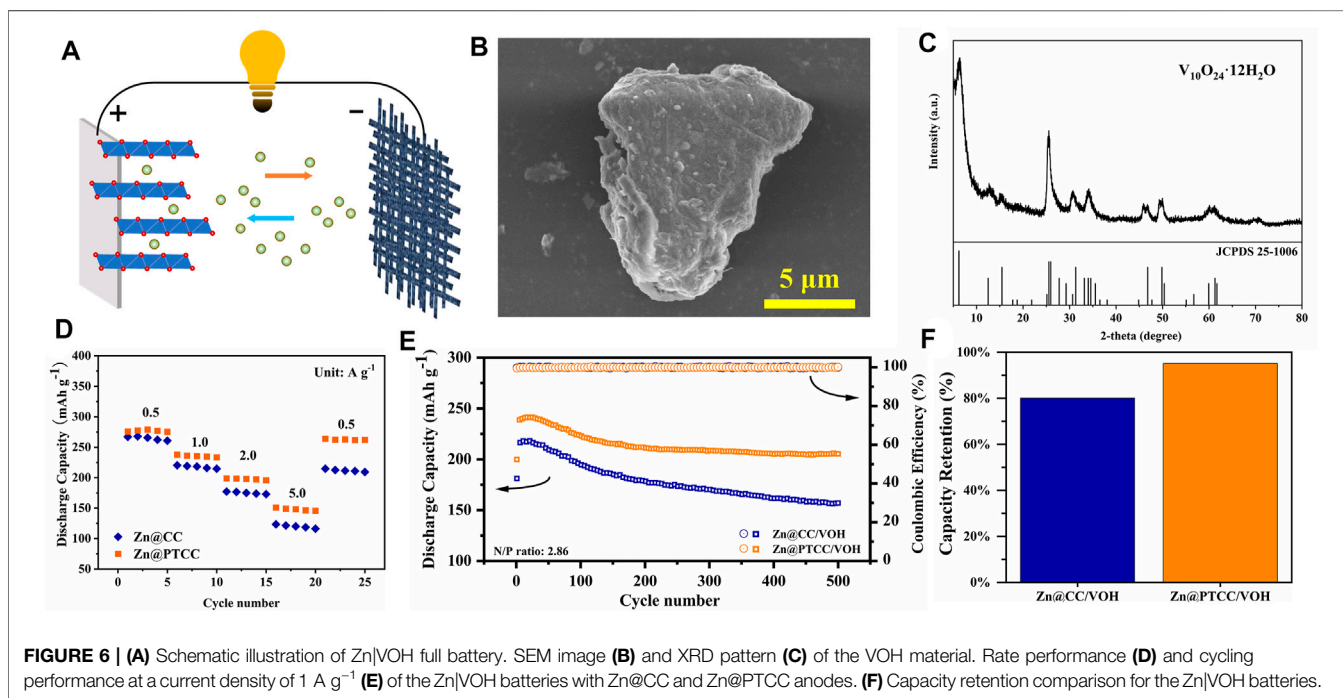 A
+
−
B
5 μm
C
V₁₀O₂₄·12H₂O
Intensity (a.u.)
JCPDS 25-1006
10 20 30 40 50 60 70 80
2-theta (degree)
D
400
350
300
250
200
150
100
50
Discharge Capacity (mAh g⁻¹)
Unit: A g⁻¹
0.5
1.0
2.0
5.0
0.5
Zn@CC
Zn@PTCC
0 5 10 15 20 25
Cycle number
E
300
250
200
150
100
Discharge Capacity (mAh g⁻¹)
100
80
60
40
30
10
0
Coulombic Efficiency (%)
N/P ratio: 2.86
Zn@CC/VOH
Zn@PTCC/VOH
0 100 200 300 400 500
Cycle number
F
100%
80%
60%
40%
20%
0%
Capacity Retention (%)
Zn@CC/VOH Zn@PTCC/VOH
FIGURE 6 | (A) Schematic illustration of Zn|VOH full battery. SEM image (B) and XRD pattern (C) of the VOH material. Rate performance (D) and cycling
performance at a current density of 1 A g⁻¹ (E) of the Zn|VOH batteries with Zn@CC and Zn@PTCC anodes. (F) Capacity retention comparison for the Zn|VOH batteries.